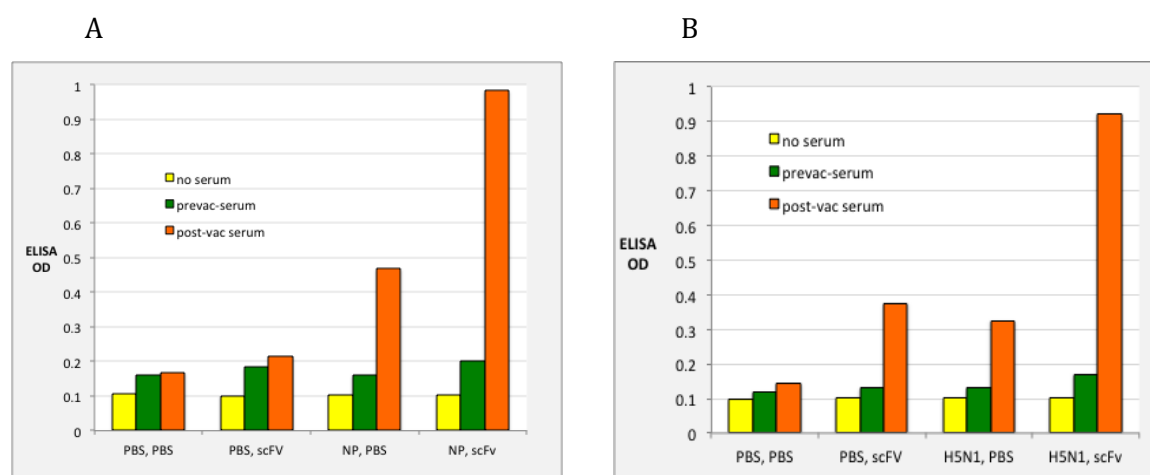 A
1
0.9
0.8
0.7
0.6
0.5
0.4
0.3
0.2
0.1
0
ELISA
OD
no serum
prevac-serum
post-vac serum
PBS, PBS
PBS, scFV
NP, PBS
NP, scFv
B
1
0.9
0.8
0.7
0.6
0.5
0.4
0.3
0.2
0.1
0
ELISA
OD
no serum
prevac-serum
post-vac serum
PBS, PBS
PBS, scFV
H5N1, PBS
H5N1, scFv